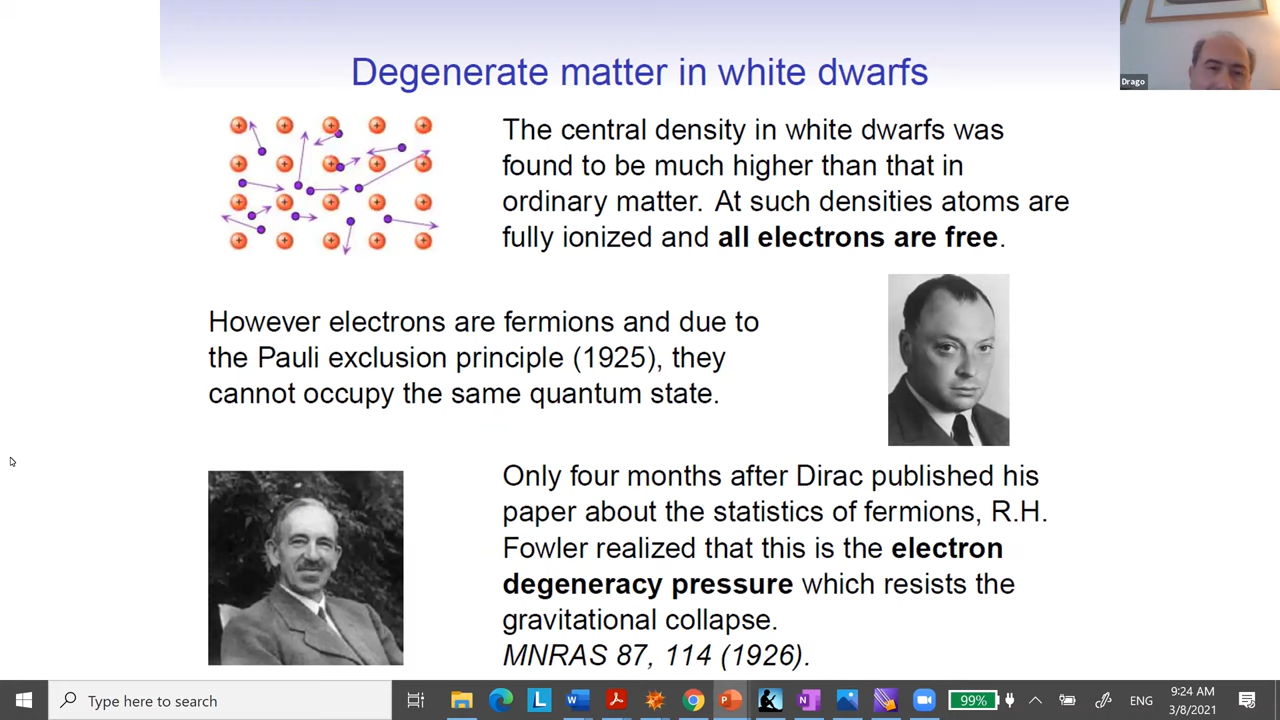 Degenerate matter in white dwarfs
Drago
The central density in white dwarfs was
found to be much higher than that in
ordinary matter. At such densities atoms are
fully ionized and all electrons are free.
However electrons are fermions and due to
the Pauli exclusion principle (1925), they
cannot occupy the same quantum state.
Only four months after Dirac published his
paper about the statistics of fermions, R.H.
Fowler realized that this is the electron
degeneracy pressure which resists the
gravitational collapse.
MNRAS 87, 114 (1926).
Type here to search
99%
ENG
9:24 AM
3/8/2021